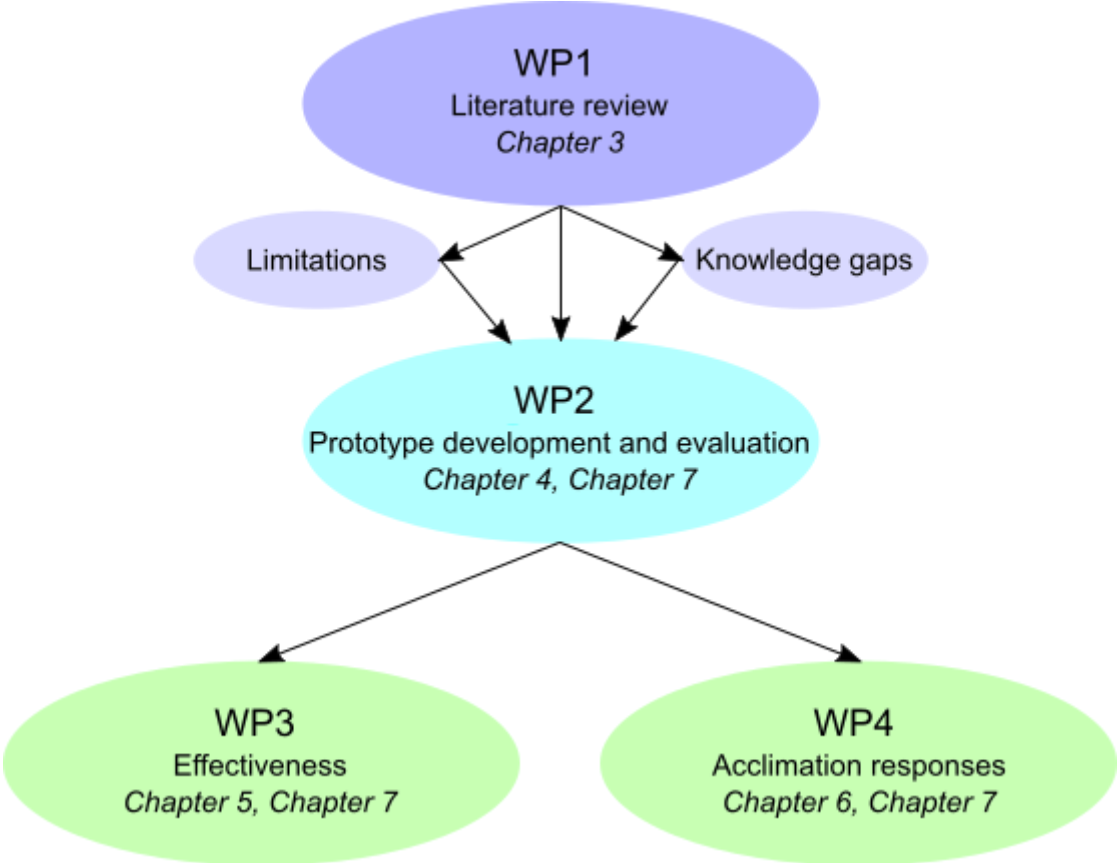 WP1
Literature review
Chapter 3
Limitations
Knowledge gaps
WP2
Prototype development and evaluation
Chapter 4, Chapter 7
WP3
Effectiveness
Chapter 5, Chapter 7
WP4
Acclimation responses
Chapter 6, Chapter 7